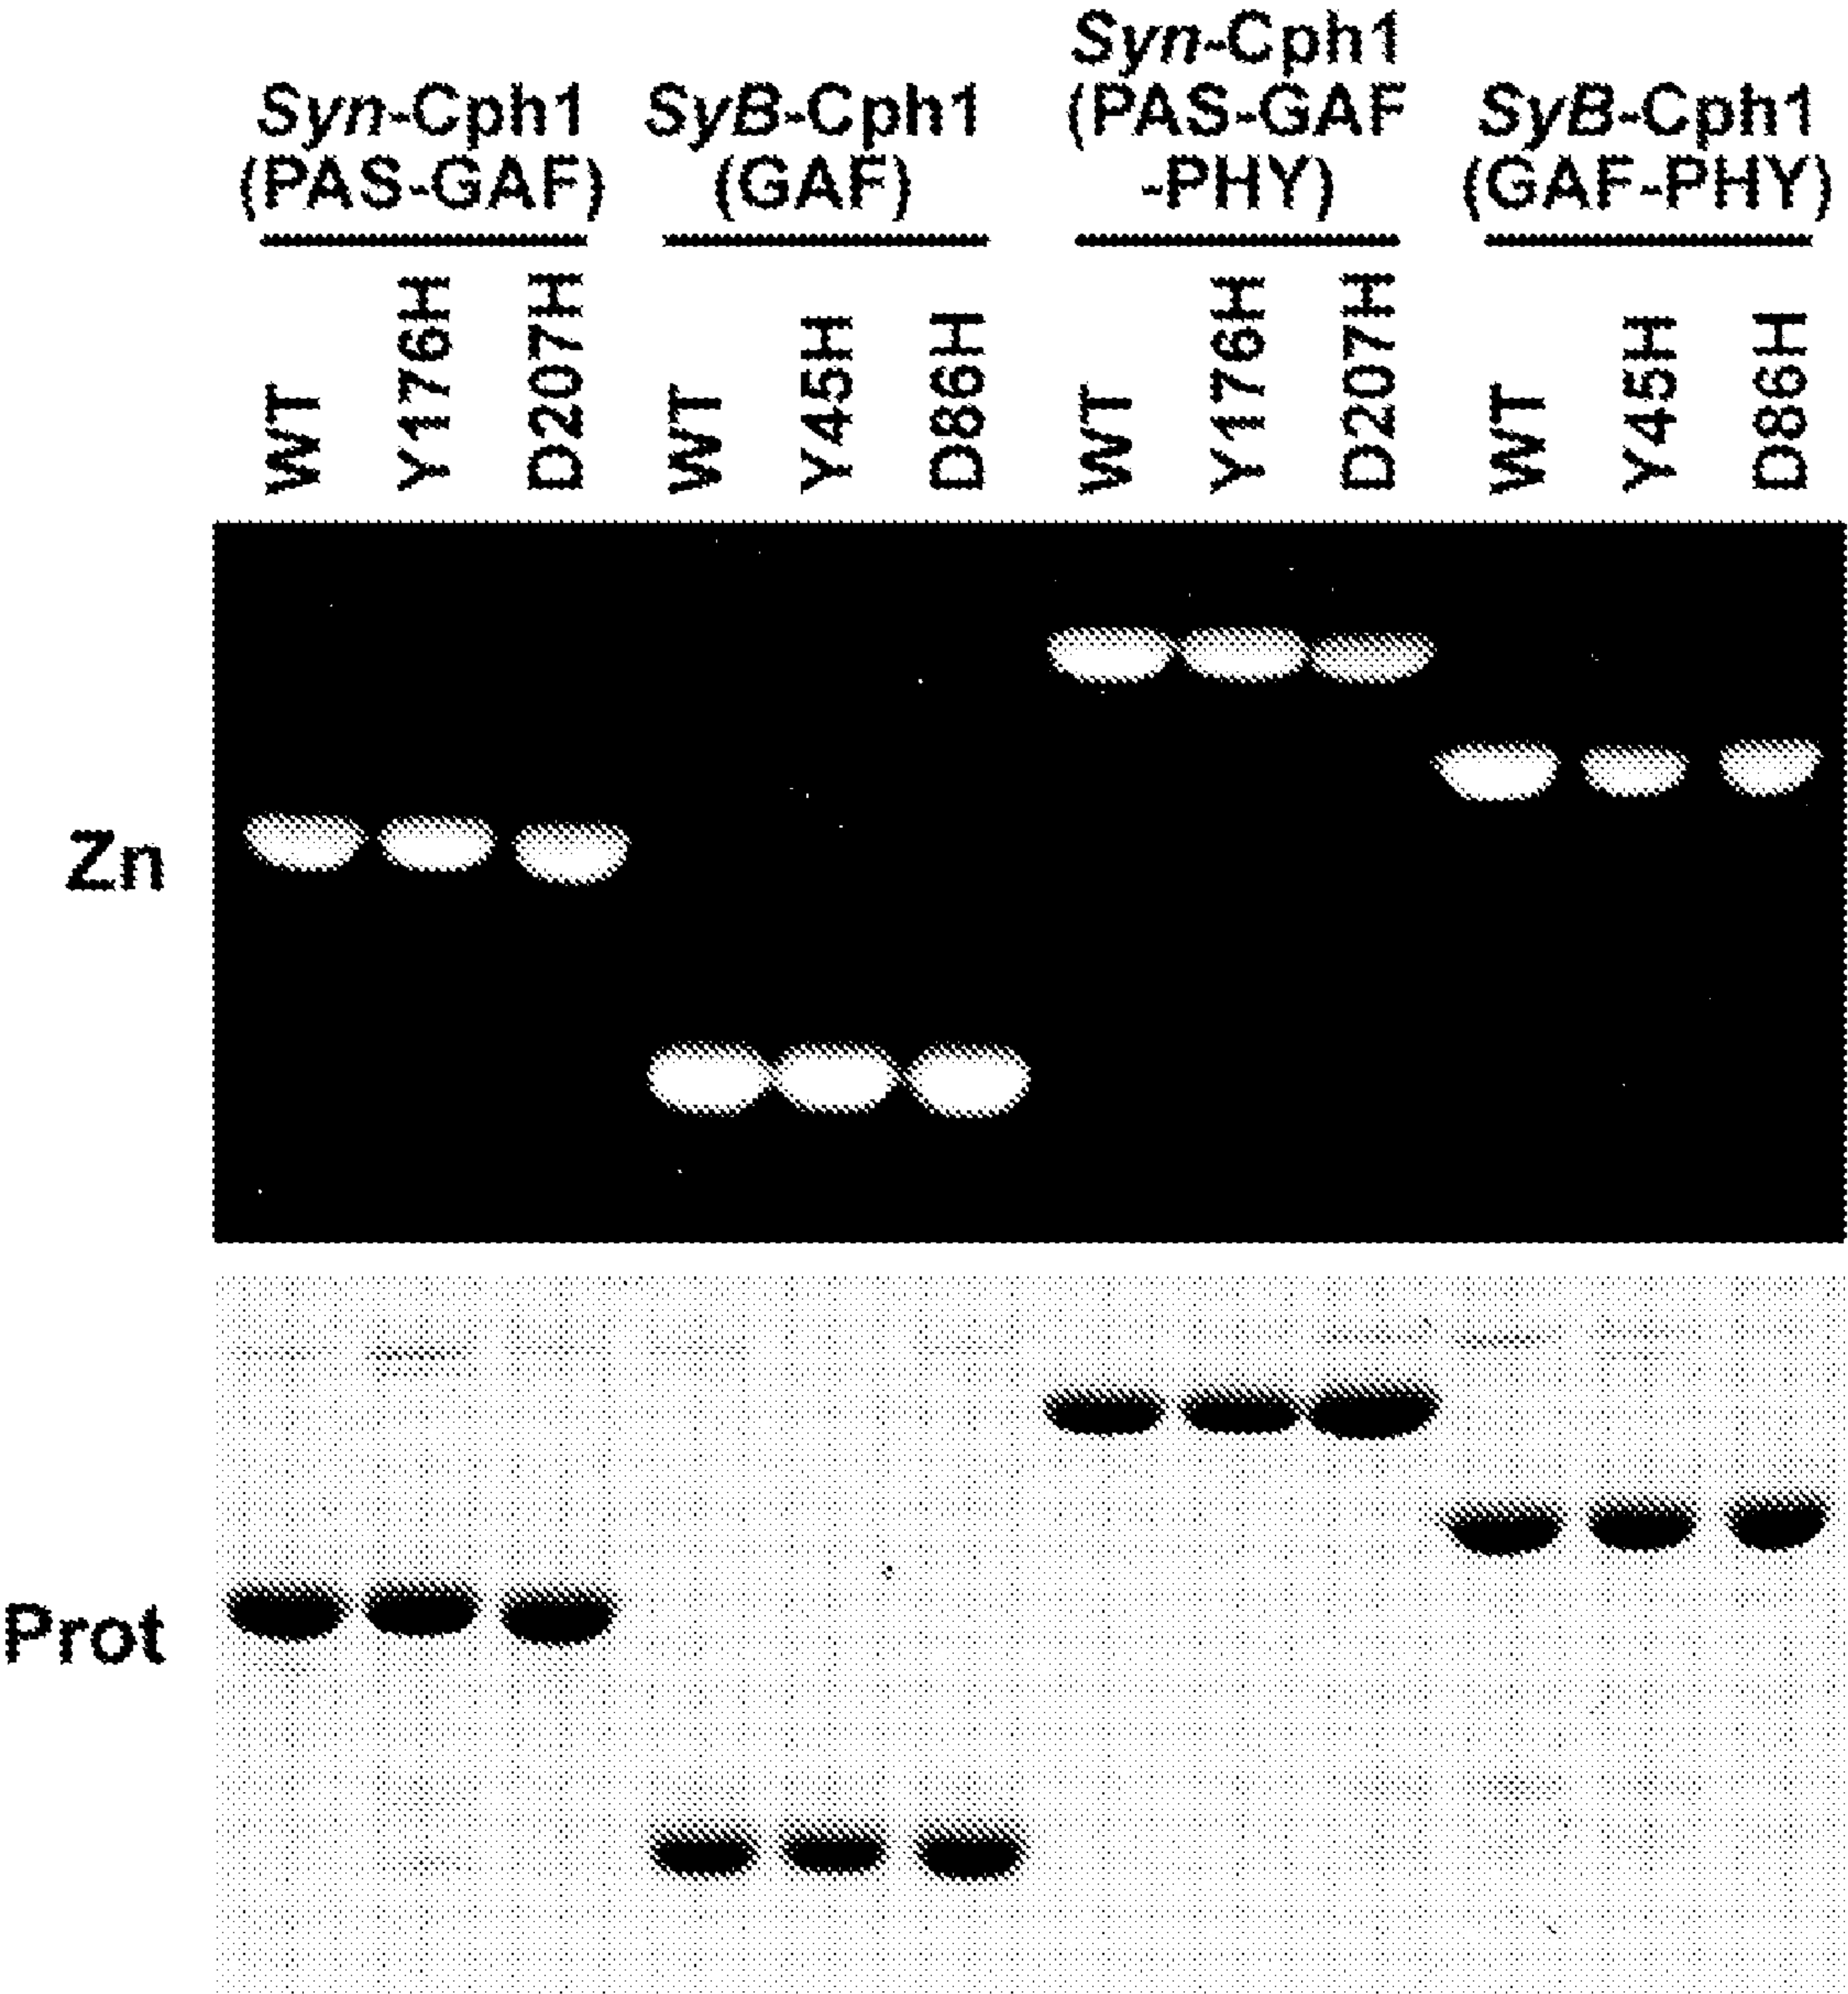 Syn-Cph1
(PAS-GAF)
SyB-Cph1
(GAF)
Syn-Cph1
(PAS-GAF
-PHY)
SyB-Cph1
(GAF-PHY)
WT
Y176H
D207H
WT
Y45H
D86H
WT
Y176H
D207H
WT
Y45H
D86H
Zn
Prot